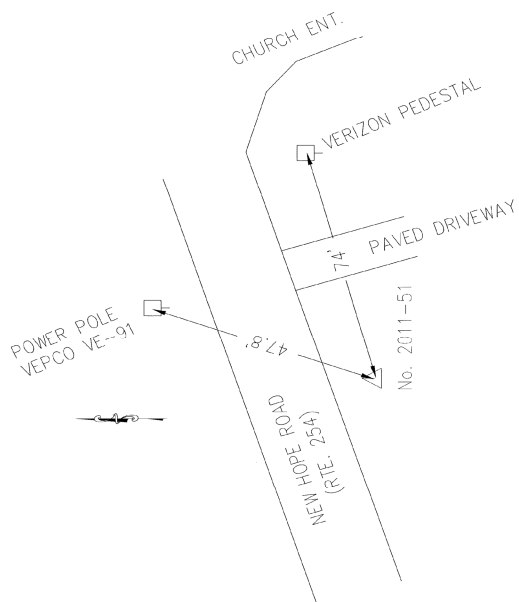 CHURCH ENT.
VERIZON PEDESTAL
PAVED DRIVEWAY
74'
No. 2011-51
47.8'
POWER POLE
VEPCO VE--91
NEW HOPE ROAD
(RTE. 254)